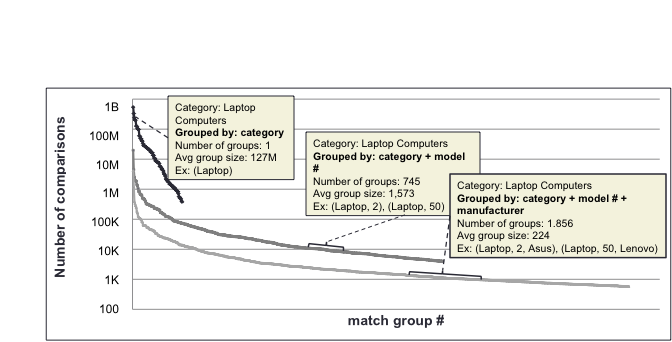 Number of comparisons
1B
100M
10M
1M
100K
10K
1K
100
Category: Laptop
Computers
Grouped by: category
Number of groups: 1
Avg group size: 127M
Ex: (Laptop)
Category: Laptop Computers
Grouped by: category + model
#
Number of groups: 745
Avg group size: 1,573
Ex: (Laptop, 2), (Laptop, 50)
Category: Laptop Computers
Grouped by: category + model # +
manufacturer
Number of groups: 1.856
Avg group size: 224
Ex: (Laptop, 2, Asus), (Laptop, 50, Lenovo)
match group #